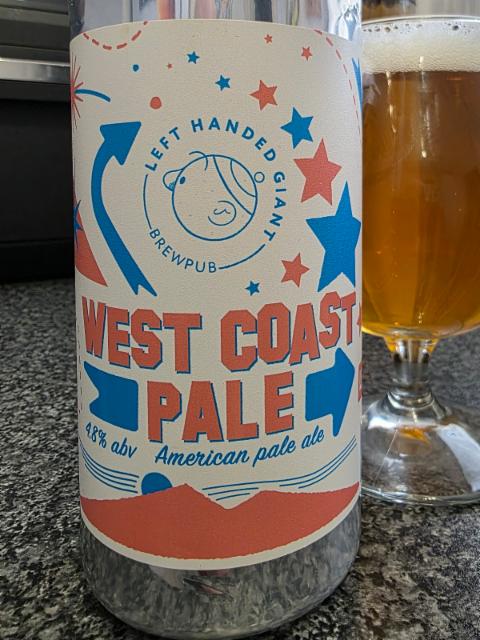 LEFT HANDED GIANT
BREWPUB
WEST COAST
PALE
4.8% abv
American pale ale